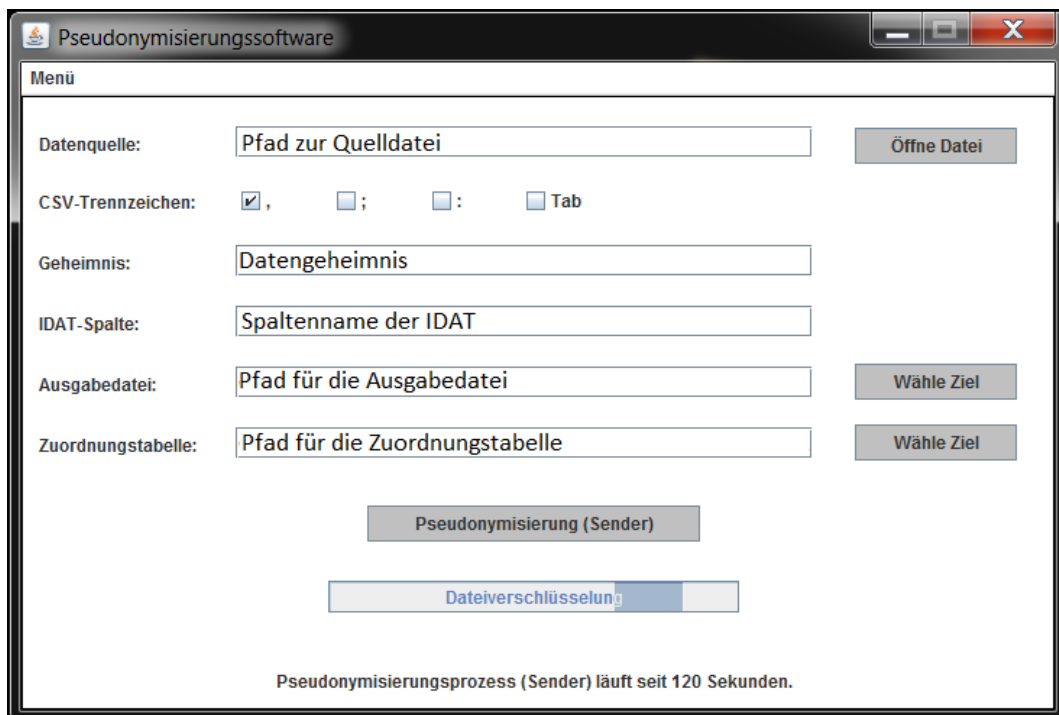 Pseudonymisierungssoftware
Menü
Datenquelle: Pfad zur Quelldatei Öffne Datei
CSV-Trennzeichen: , ; : Tab
Geheimnis: Datengeheimnis
IDAT-Spalte: Spaltenname der IDAT
Ausgabedatei: Pfad für die Ausgabedatei Wähle Ziel
Zuordnungstabelle: Pfad für die Zuordnungstabelle Wähle Ziel
Pseudonymisierung (Sender)
Dateiverschlüsselung
Pseudonymisierungsprozess (Sender) läuft seit 120 Sekunden.